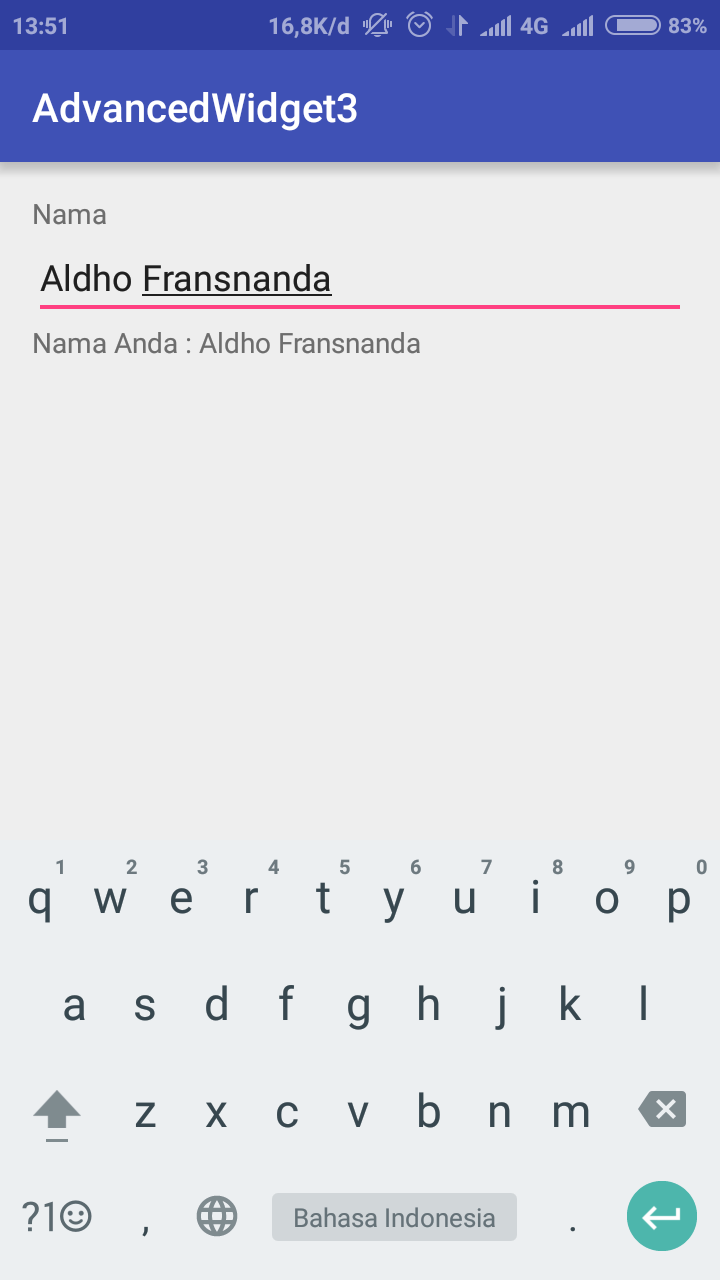 13:51 16,8K/d 4G 83%
AdvancedWidget3
Nama
Aldho Fransnanda
Nama Anda : Aldho Fransnanda
1 2 3 4 5 6 7 8 9 0
q w e r t y u i o p
a s d f g h j k l
z x c v b n m
?1☺ , Bahasa Indonesia .